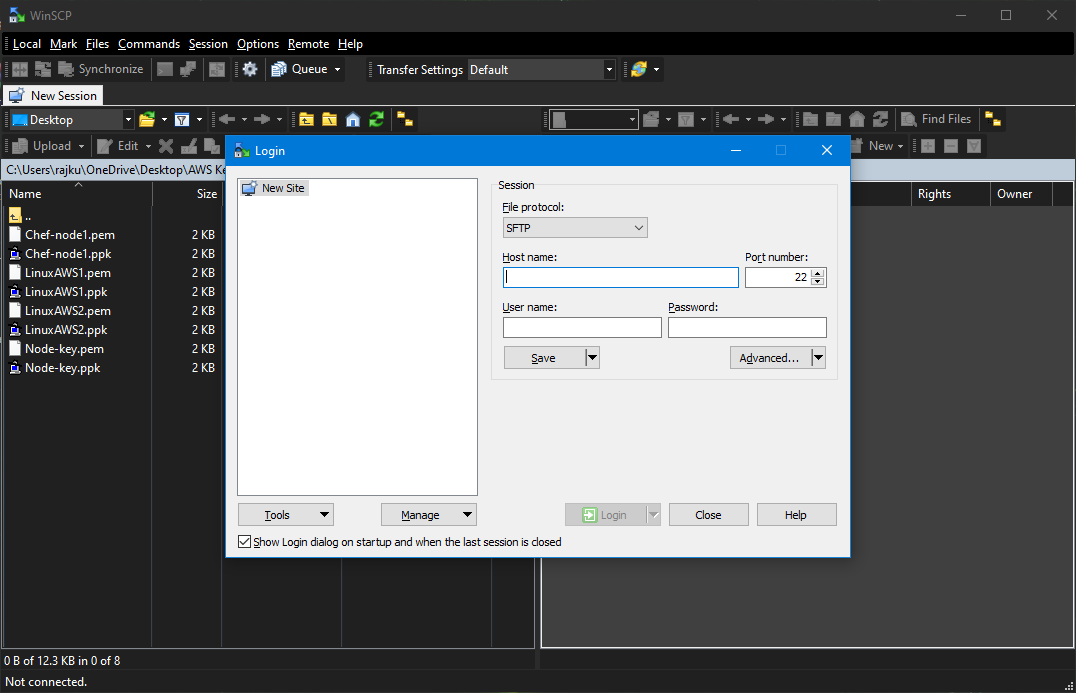 WinSCP
Local Mark Files Commands Session Options Remote Help
Synchronize Queue Transfer Settings Default
New Session
Desktop Find Files
Upload Edit New
C:\Users\rajku\OneDrive\Desktop\AWS Ke
Name Size Rights Owner
..
Chef-node1.pem 2 KB
Chef-node1.ppk 2 KB
LinuxAWS1.pem 2 KB
LinuxAWS1.ppk 2 KB
LinuxAWS2.pem 2 KB
LinuxAWS2.ppk 2 KB
Node-key.pem 2 KB
Node-key.ppk 2 KB
Login
New Site
Session
File protocol:
SFTP
Host name: Port number:
22
User name: Password:
Save Advanced...
Tools Manage Login Close Help
Show Login dialog on startup and when the last session is closed
0 B of 12.3 KB in 0 of 8
Not connected.